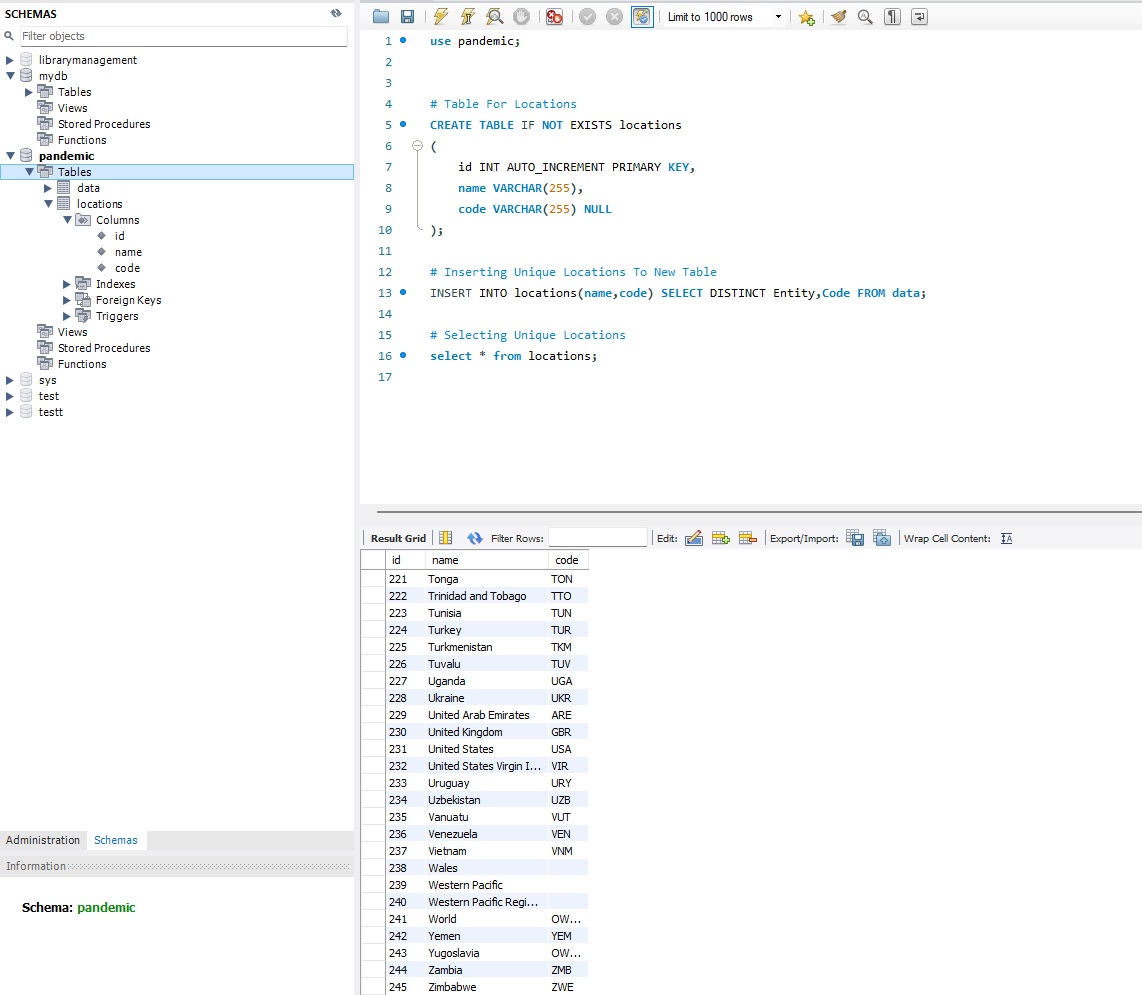 SCHEMAS
Filter objects
librarymanagement
mydb
Tables
Views
Stored Procedures
Functions
pandemic
Tables
data
locations
Columns
id
name
code
Indexes
Foreign Keys
Triggers
Views
Stored Procedures
Functions
sys
test
testt
Administration Schemas
Information
Schema: pandemic
Limit to 1000 rows
1 use pandemic;
2
3
4 # Table For Locations
5 CREATE TABLE IF NOT EXISTS locations
6 (
7 id INT AUTO_INCREMENT PRIMARY KEY,
8 name VARCHAR(255),
9 code VARCHAR(255) NULL
10 );
11
12 # Inserting Unique Locations To New Table
13 INSERT INTO locations(name,code) SELECT DISTINCT Entity,Code FROM data;
14
15 # Selecting Unique Locations
16 select * from locations;
17
Result Grid Filter Rows: Edit: Export/Import: Wrap Cell Content:
id name code
221 Tonga TON
222 Trinidad and Tobago TTO
223 Tunisia TUN
224 Turkey TUR
225 Turkmenistan TKM
226 Tuvalu TUV
227 Uganda UGA
228 Ukraine UKR
229 United Arab Emirates ARE
230 United Kingdom GBR
231 United States USA
232 United States Virgin I... VIR
233 Uruguay URY
234 Uzbekistan UZB
235 Vanuatu VUT
236 Venezuela VEN
237 Vietnam VNM
238 Wales
239 Western Pacific
240 Western Pacific Regi...
241 World OW...
242 Yemen YEM
243 Yugoslavia OW...
244 Zambia ZMB
245 Zimbabwe ZWE